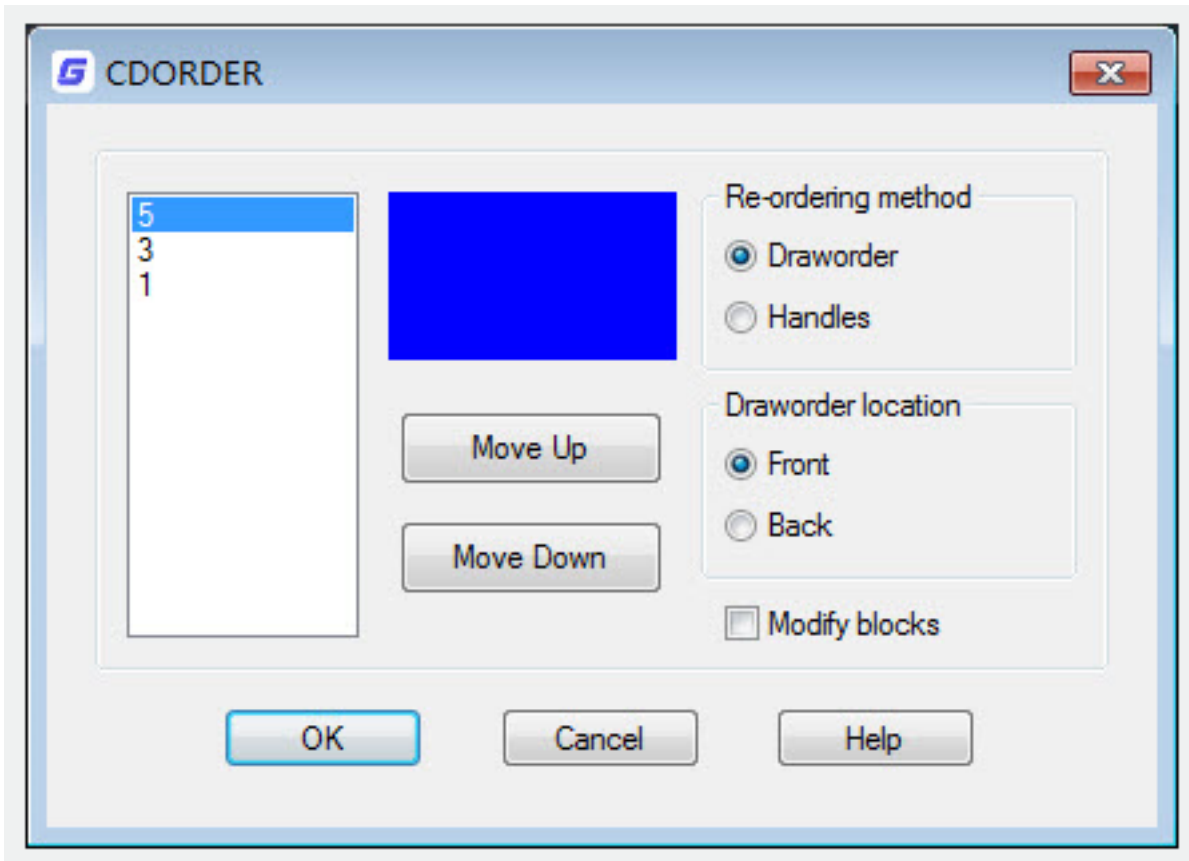 CDORDER
5
3
1
Move Up
Move Down
Re-ordering method
Draworder
Handles
Draworder location
Front
Back
Modify blocks
OK
Cancel
Help